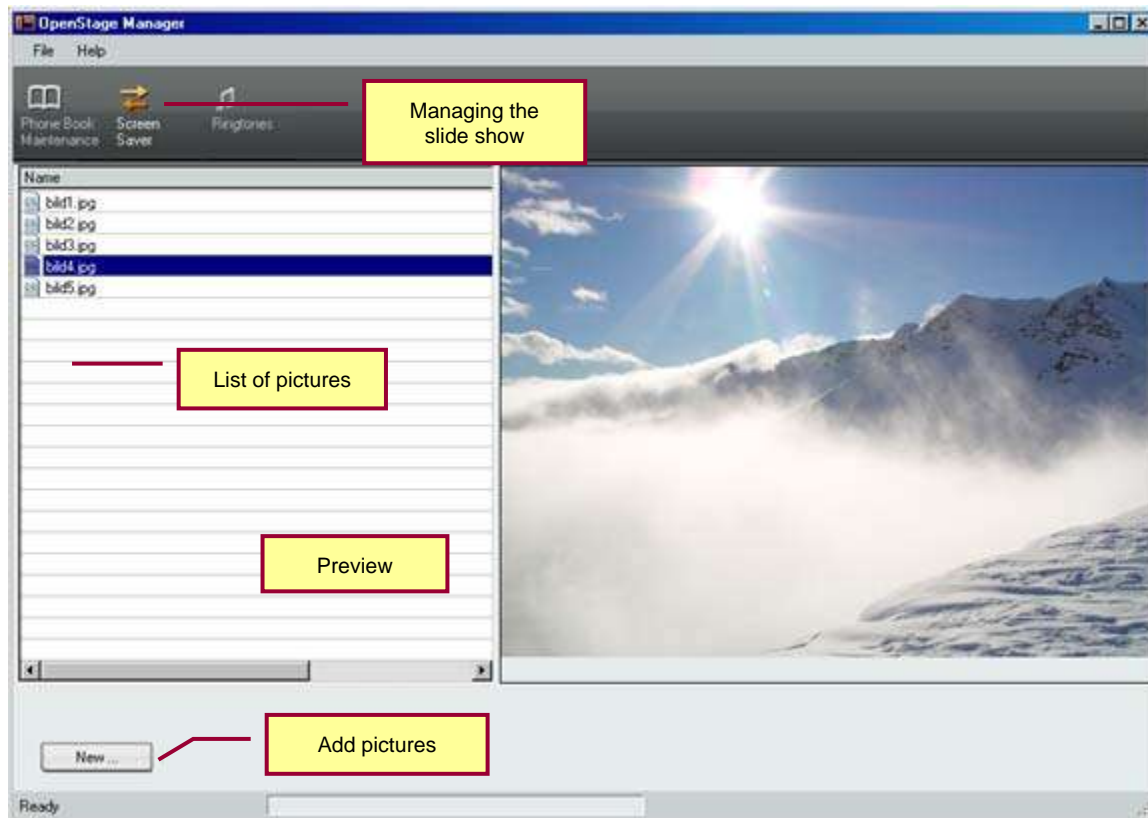 OpenStage Manager
File Help
Phone Book Maintenance
Screen Saver
Ringtones
Managing the
slide show
Name
bild1.jpg
bild2.jpg
bild3.jpg
bild4.jpg
bild5.jpg
List of pictures
Preview
Add pictures
New ...
Ready